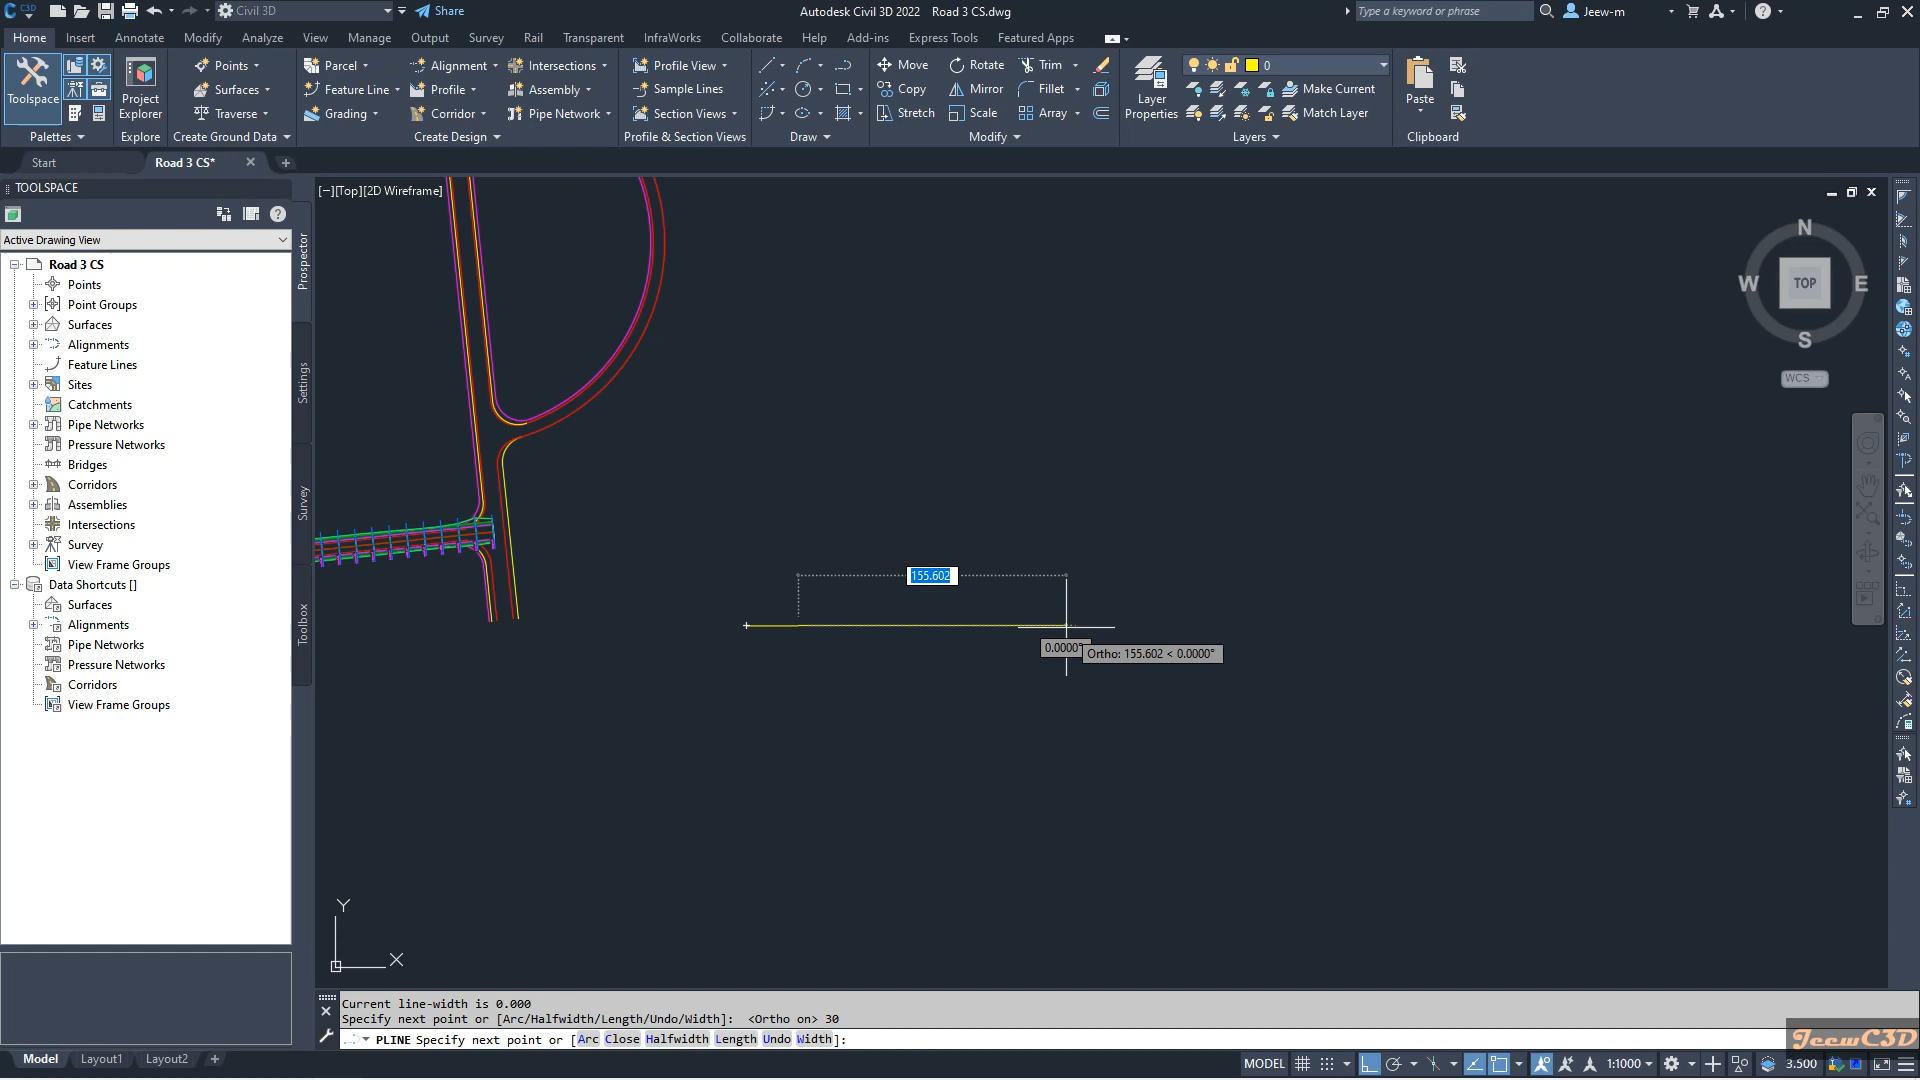 C3D
Civil 3D
Share
Autodesk Civil 3D 2022 Road 3 CS.dwg
Type a keyword or phrase
Jeew-m
Home Insert Annotate Modify Analyze View Manage Output Survey Rail Transparent InfraWorks Collaborate Help Add-ins Express Tools Featured Apps
Toolspace
Project Explorer
Points
Surfaces
Traverse
Parcel
Feature Line
Grading
Alignment
Profile
Corridor
Intersections
Assembly
Pipe Network
Profile View
Sample Lines
Section Views
Move
Copy
Stretch
Rotate
Mirror
Scale
Trim
Fillet
Array
Layer Properties
0
Make Current
Match Layer
Paste
Palettes Explore Create Ground Data Create Design Profile & Section Views Draw Modify Layers Clipboard
Start Road 3 CS*
TOOLSPACE
Active Drawing View
Road 3 CS
Points
Point Groups
Surfaces
Alignments
Feature Lines
Sites
Catchments
Pipe Networks
Pressure Networks
Bridges
Corridors
Assemblies
Intersections
Survey
View Frame Groups
Data Shortcuts []
Surfaces
Alignments
Pipe Networks
Pressure Networks
Corridors
View Frame Groups
Prospector
Settings
Survey
Toolbox
[−][Top][2D Wireframe]
N
W TOP E
S
WCS
155.602
0.0000°
Ortho: 155.602 < 0.0000°
Y
X
Current line-width is 0.000
Specify next point or [Arc/Halfwidth/Length/Undo/Width]: <Ortho on> 30
PLINE Specify next point or [Arc Close Halfwidth Length Undo Width]:
JeewC3D
Model Layout1 Layout2
MODEL 1:1000 3.500